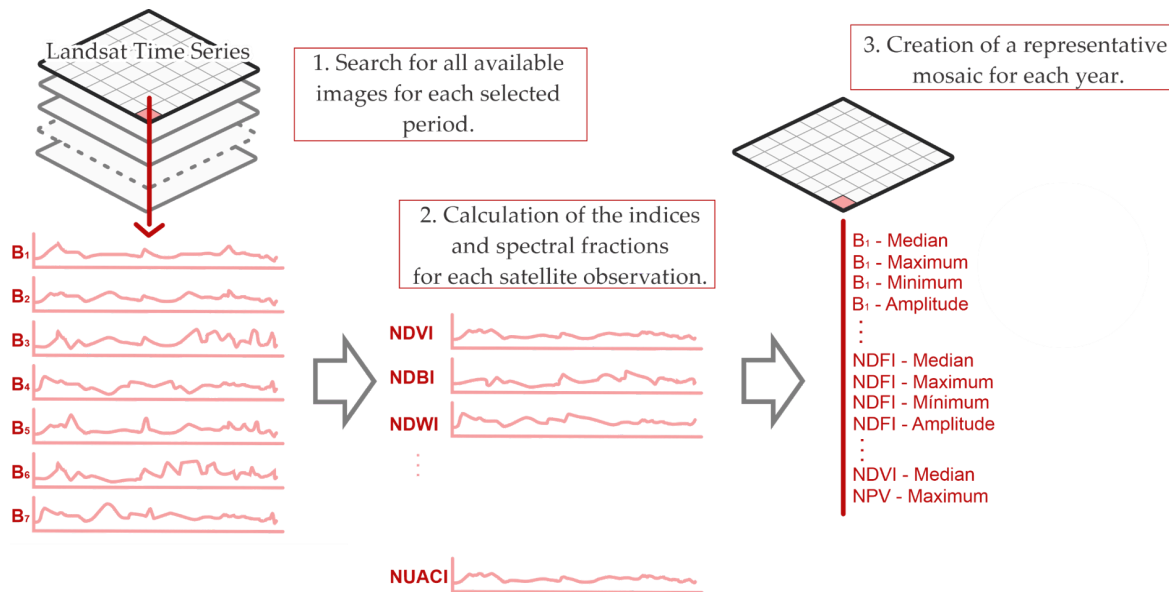 Landsat Time Series
1. Search for all available
images for each selected
period.
B₁
B₂
B₃
B₄
B₅
B₆
B₇
2. Calculation of the indices
and spectral fractions
for each satellite observation.
NDVI
NDBI
NDWI
NUACI
3. Creation of a representative
mosaic for each year.
B₁ - Median
B₁ - Maximum
B₁ - Minimum
B₁ - Amplitude
NDFI - Median
NDFI - Maximum
NDFI - Mínimum
NDFI - Amplitude
NDVI - Median
NPV - Maximum